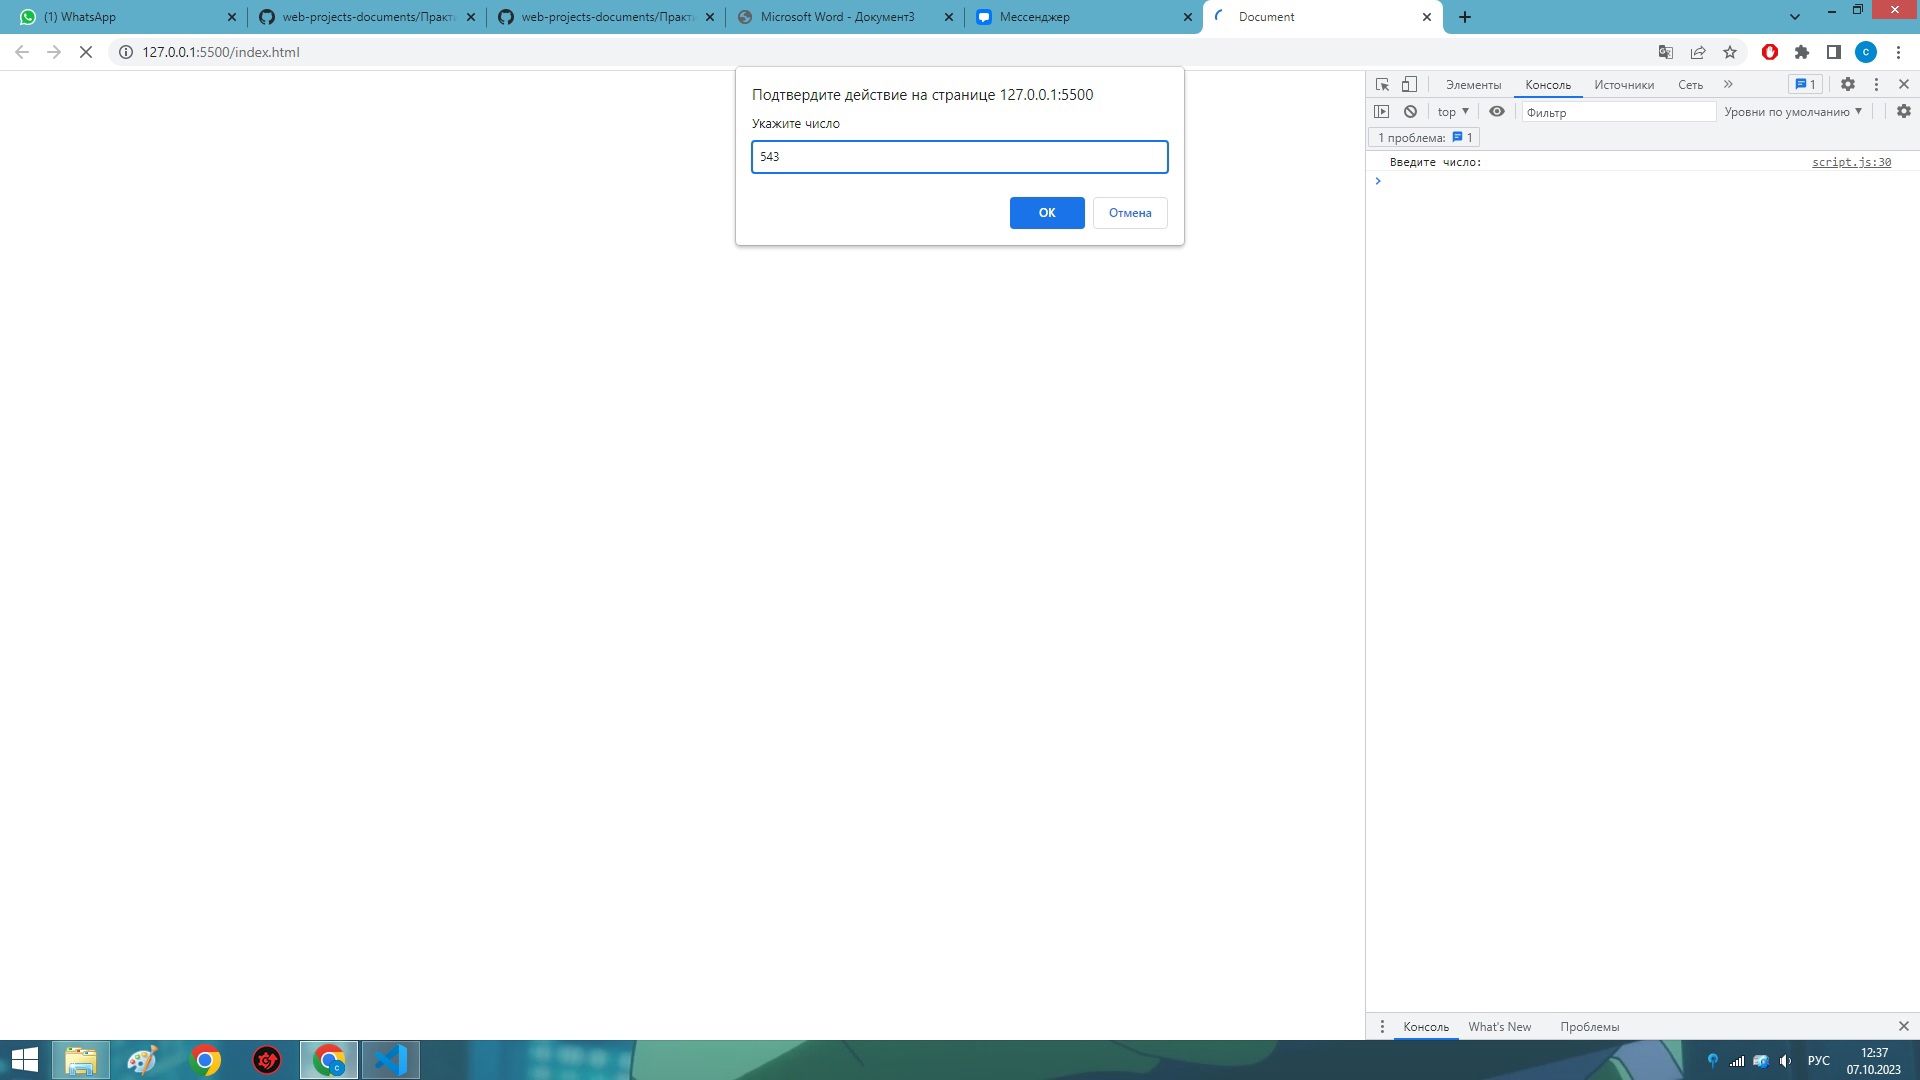 (1) WhatsApp
web-projects-documents/Практи
web-projects-documents/Практи
Microsoft Word - Документ3
Мессенджер
Document
127.0.0.1:5500/index.html
c
Подтвердите действие на странице 127.0.0.1:5500
Укажите число
543
ОК
Отмена
Элементы
Консоль
Источники
Сеть
1
top
Фильтр
Уровни по умолчанию
1 проблема: 1
Введите число:
script.js:30
Консоль
What's New
Проблемы
РУС
12:37
07.10.2023